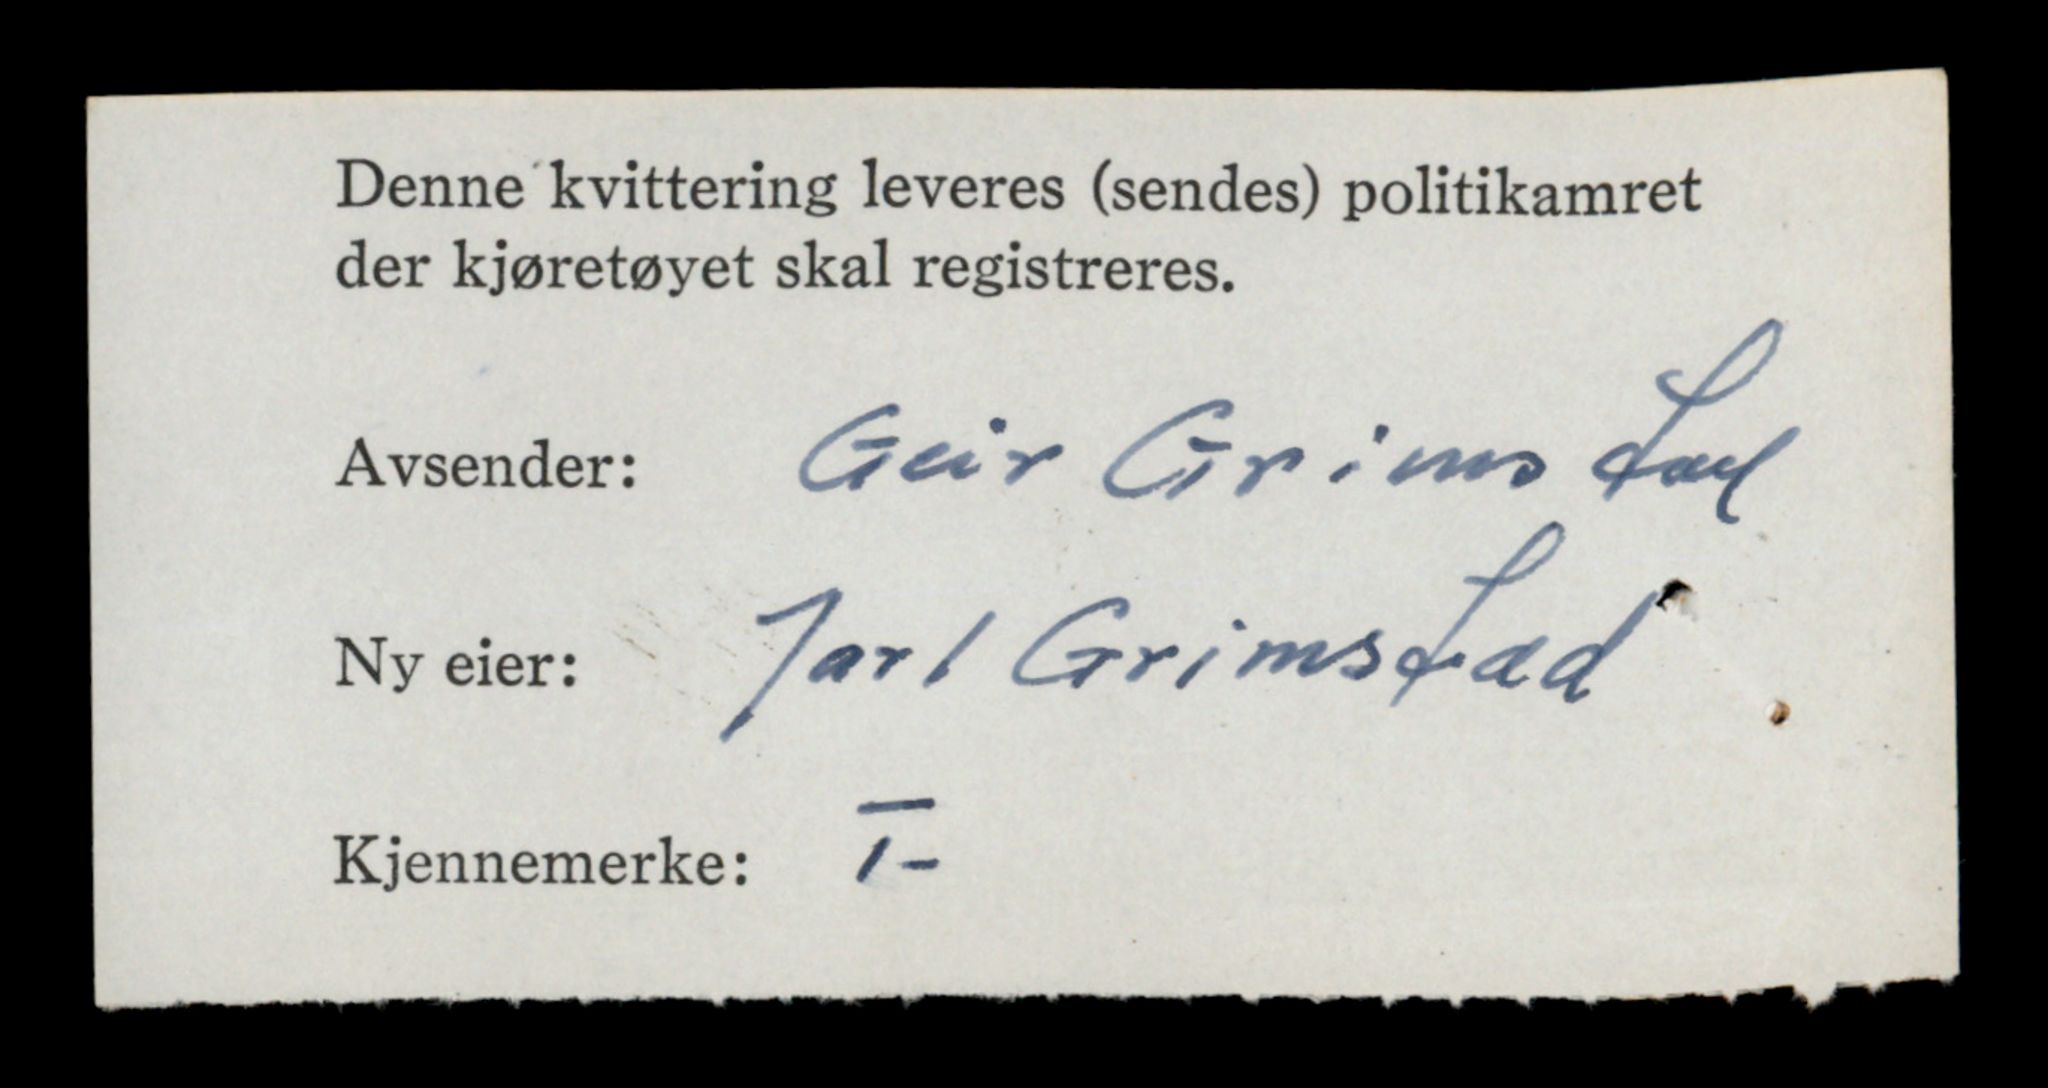 Denne kvittering leveres (sendes) politikamret
der kjøretøyet skal registreres.
Avsender: Geir Grimstad
Ny eier: Jarl Grimstad
Kjennemerke: T-